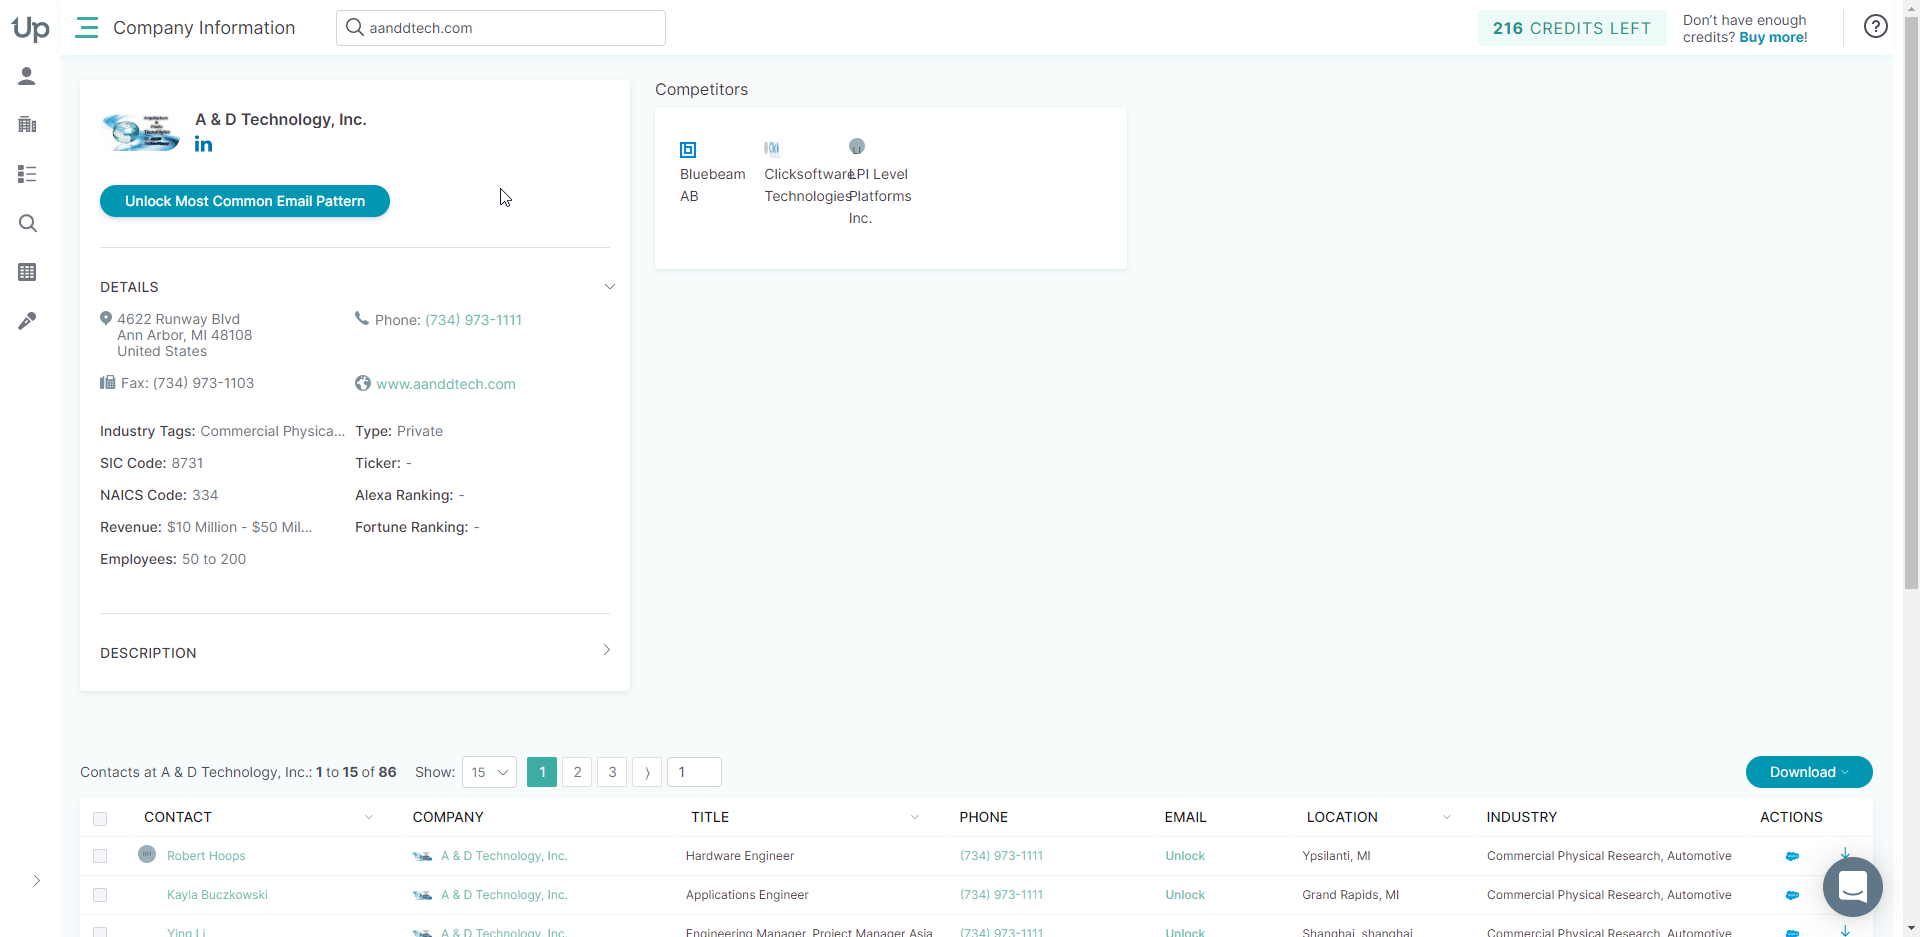 Up
Company Information
aanddtech.com
216 CREDITS LEFT
Don't have enough
credits? Buy more!
A & D Technology, Inc.
in
Unlock Most Common Email Pattern
Competitors
Bluebeam
AB
Clicksoftware
Technologies
LPI Level
Platforms
Inc.
DETAILS
4622 Runway Blvd
Ann Arbor, MI 48108
United States
Phone: (734) 973-1111
Fax: (734) 973-1103
www.aanddtech.com
Industry Tags: Commercial Physica...
Type: Private
SIC Code: 8731
Ticker: -
NAICS Code: 334
Alexa Ranking: -
Revenue: $10 Million - $50 Mil...
Fortune Ranking: -
Employees: 50 to 200
DESCRIPTION
Contacts at A & D Technology, Inc.: 1 to 15 of 86 Show: 15 1 2 3 ⟩ 1
Download
CONTACT COMPANY TITLE PHONE EMAIL LOCATION INDUSTRY ACTIONS
RH Robert Hoops A & D Technology, Inc. Hardware Engineer (734) 973-1111 Unlock Ypsilanti, MI Commercial Physical Research, Automotive
Kayla Buczkowski A & D Technology, Inc. Applications Engineer (734) 973-1111 Unlock Grand Rapids, MI Commercial Physical Research, Automotive
Ying Li A & D Technology, Inc. Engineering Manager, Project Manager Asia (734) 973-1111 Unlock Shanghai, shanghai Commercial Physical Research, Automotive